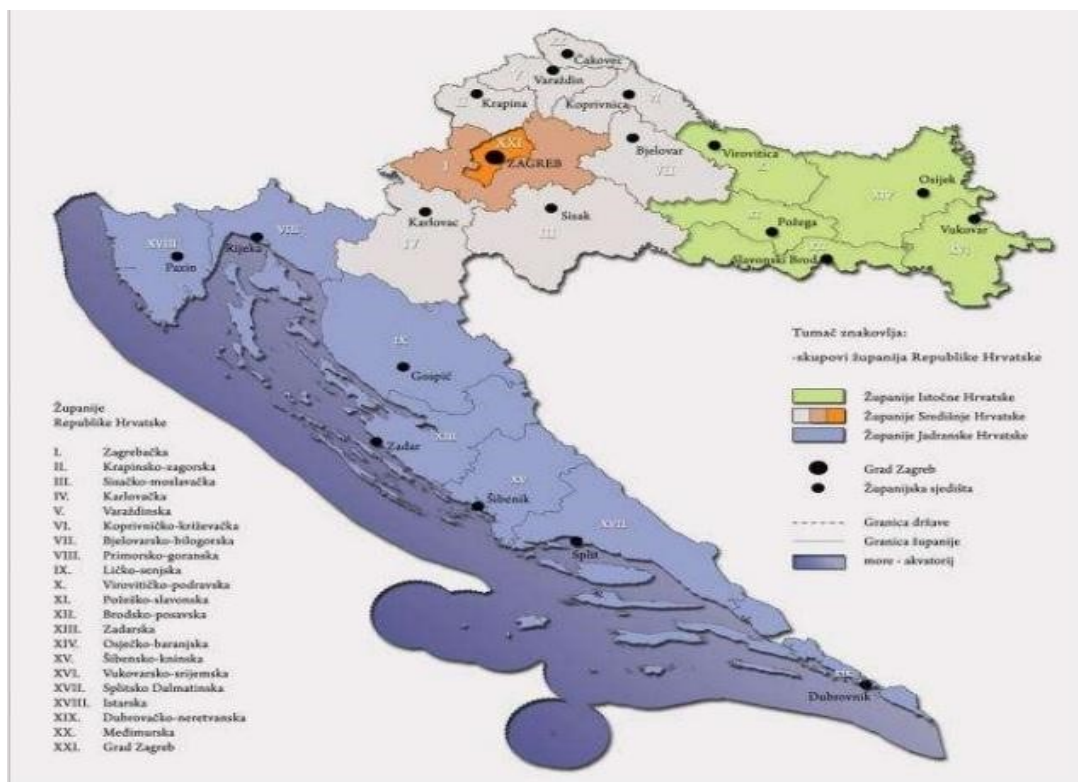 XX
Čakovec
V
Varaždin
II
Krapina
Koprivnica
VI
XXI
ZAGREB
I
Bjelovar
VII
Virovitica
X
Osijek
XIV
Karlovac
IV
Sisak
III
XI
Požega
Vukovar
XVI
XII
Slavonski Brod
XVIII
Pazin
Rijeka
VIII
IX
Gospić
Zadar
XIII
XV
Šibenik
XVII
Split
XIX
Dubrovnik
Tumač znakovlja:
-skupovi županija Republike Hrvatske
Županije Istočne Hrvatske
Županije Središnje Hrvatske
Županije Jadranske Hrvatske
Grad Zagreb
Županijska sjedišta
Granica države
Granica županije
more - akvatorij
Županije
Republike Hrvatske
I. Zagrebačka
II. Krapinsko-zagorska
III. Sisačko-moslavačka
IV. Karlovačka
V. Varaždinska
VI. Koprivničko-križevačka
VII. Bjelovarsko-bilogorska
VIII. Primorsko-goranska
IX. Ličko-senjska
X. Virovitičko-podravska
XI. Požeško-slavonska
XII. Brodsko-posavska
XIII. Zadarska
XIV. Osječko-baranjska
XV. Šibensko-kninska
XVI. Vukovarsko-srijemska
XVII. Splitsko Dalmatinska
XVIII. Istarska
XIX. Dubrovačko-neretvanska
XX. Međimurska
XXI. Grad Zagreb